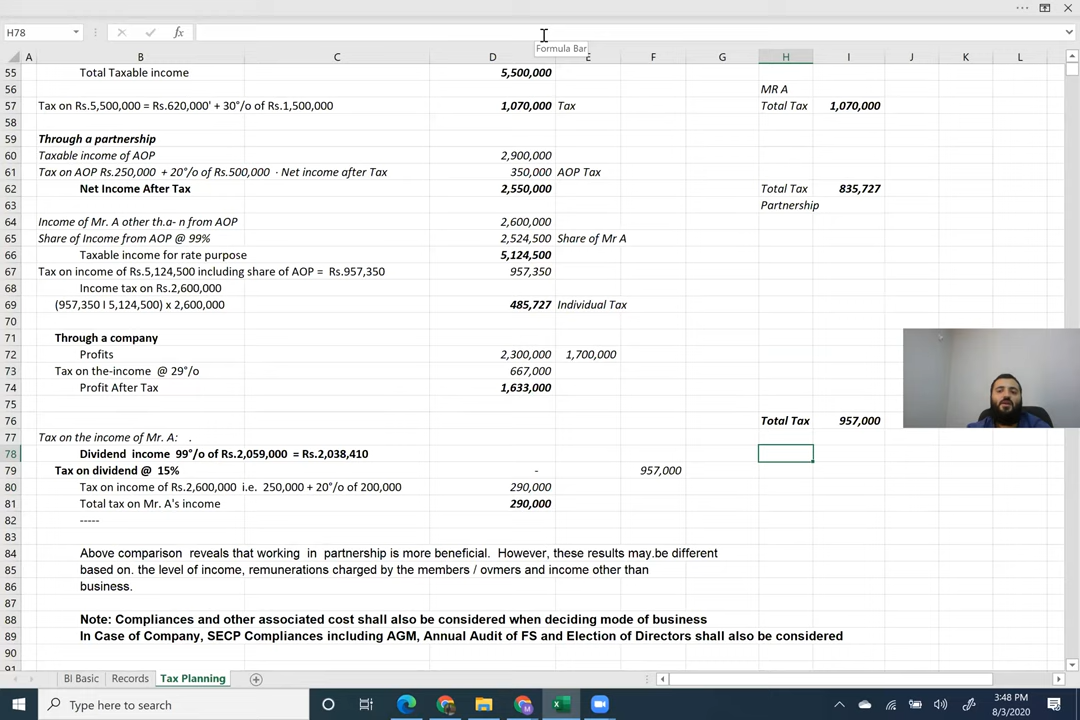 H78
fx
Formula Bar
A B C D E F G H I J K L
55 Total Taxable income 5,500,000
56 MR A
57 Tax on Rs.5,500,000 = Rs.620,000' + 30°/o of Rs.1,500,000 1,070,000 Tax Total Tax 1,070,000
58
59 Through a partnership
60 Taxable income of AOP 2,900,000
61 Tax on AOP Rs.250,000 + 20°/o of Rs.500,000 · Net income after Tax 350,000 AOP Tax
62 Net Income After Tax 2,550,000 Total Tax 835,727
63 Partnership
64 Income of Mr. A other th.a- n from AOP 2,600,000
65 Share of Income from AOP @ 99% 2,524,500 Share of Mr A
66 Taxable income for rate purpose 5,124,500
67 Tax on income of Rs.5,124,500 including share of AOP = Rs.957,350 957,350
68 Income tax on Rs.2,600,000
69 (957,350 I 5,124,500) x 2,600,000 485,727 Individual Tax
70
71 Through a company
72 Profits 2,300,000 1,700,000
73 Tax on the-income @ 29°/o 667,000
74 Profit After Tax 1,633,000
75
76 Total Tax 957,000
77 Tax on the income of Mr. A: .
78 Dividend income 99°/o of Rs.2,059,000 = Rs.2,038,410
79 Tax on dividend @ 15% - 957,000
80 Tax on income of Rs.2,600,000 i.e. 250,000 + 20°/o of 200,000 290,000
81 Total tax on Mr. A's income 290,000
82 -----
83
84 Above comparison reveals that working in partnership is more beneficial. However, these results may.be different
85 based on. the level of income, remunerations charged by the members / ovmers and income other than
86 business.
87
88 Note: Compliances and other associated cost shall also be considered when deciding mode of business
89 In Case of Company, SECP Compliances including AGM, Annual Audit of FS and Election of Directors shall also be considered
90
91
BI Basic Records Tax Planning
Type here to search
3:48 PM
8/3/2020